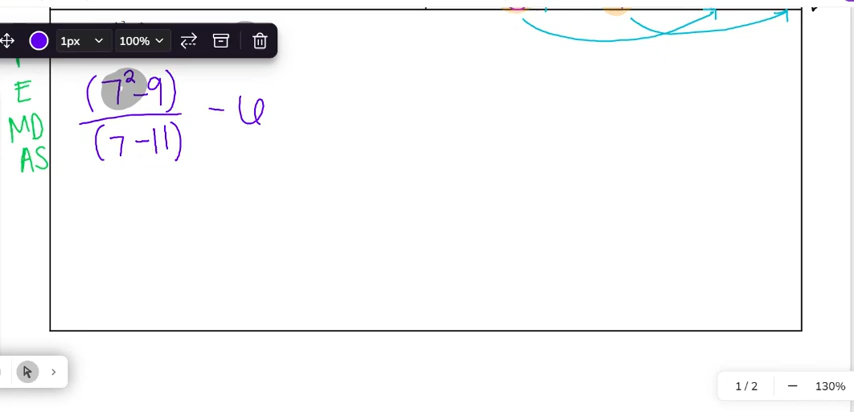 1px 100%
E
MD
AS
(7² - 9)
(7 - 11)
- 6
1 / 2 130%